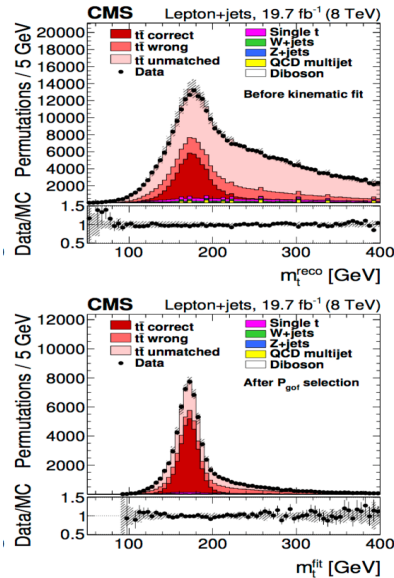 CMS Lepton+jets, 19.7 fb⁻¹ (8 TeV)
Permutations / 5 GeV
20000
18000
16000
14000
12000
10000
8000
6000
4000
2000
tt̄ correct
tt̄ wrong
tt̄ unmatched
Data
Single t
W+jets
Z+jets
QCD multijet
Diboson
Before kinematic fit
Data/MC
1.5
1
0.5
100 200 300 400
mₜʳᵉᶜᵒ [GeV]
CMS Lepton+jets, 19.7 fb⁻¹ (8 TeV)
Permutations / 5 GeV
12000
10000
8000
6000
4000
2000
tt̄ correct
tt̄ wrong
tt̄ unmatched
Data
Single t
W+jets
Z+jets
QCD multijet
Diboson
After P_gof selection
Data/MC
1.5
1
0.5
100 200 300 400
mₜᶠⁱᵗ [GeV]